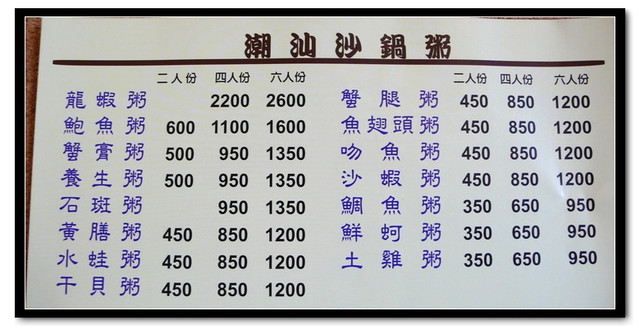 潮汕沙鍋粥
二人份 四人份 六人份
龍蝦粥 2200 2600
鮑魚粥 600 1100 1600
蟹膏粥 500 950 1350
養生粥 500 950 1350
石斑粥 950 1350
黃膳粥 450 850 1200
水蛙粥 450 850 1200
干貝粥 450 850 1200
二人份 四人份 六人份
蟹腿粥 450 850 1200
魚翅頭粥 450 850 1200
吻魚粥 450 850 1200
沙蝦粥 450 850 1200
鯛魚粥 350 650 950
鮮蚵粥 350 650 950
土雞粥 350 650 950